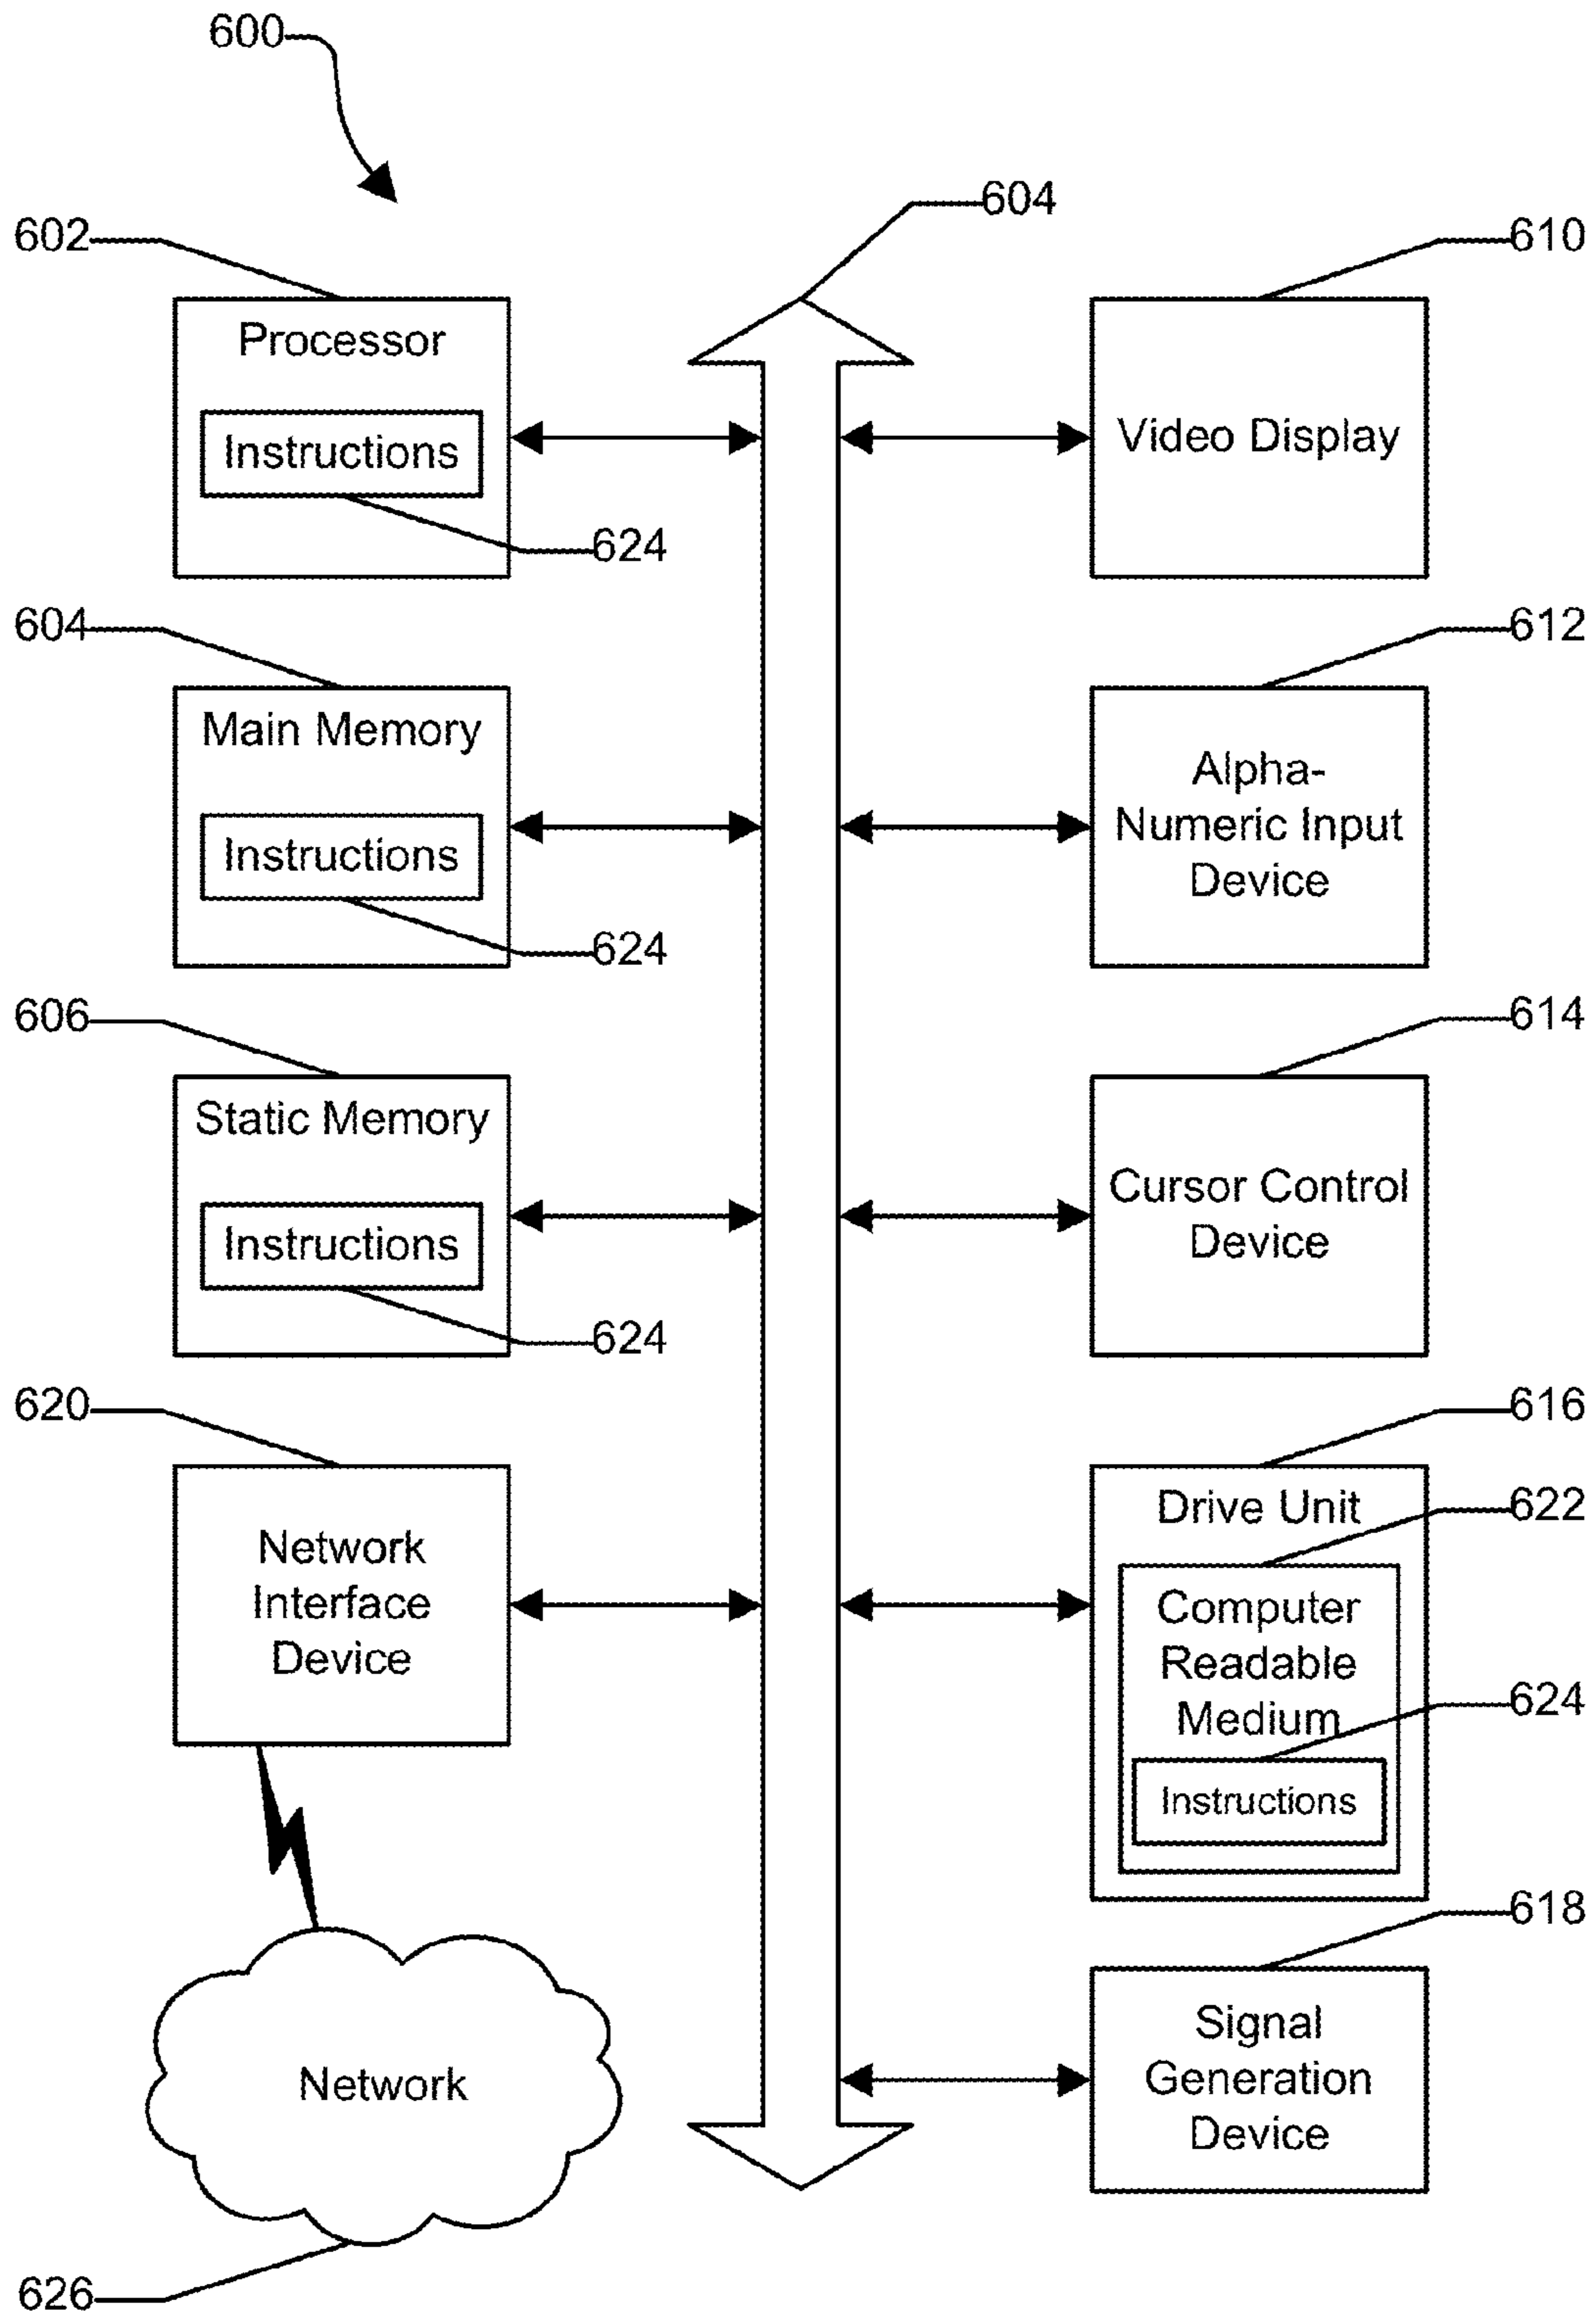 600
604
602
Processor
Instructions
624
610
Video Display
604
Main Memory
Instructions
624
612
Alpha-
Numeric Input
Device
606
Static Memory
Instructions
624
614
Cursor Control
Device
620
Network
Interface
Device
616
Drive Unit
622
Computer
Readable
Medium
624
Instructions
618
Signal
Generation
Device
Network
626